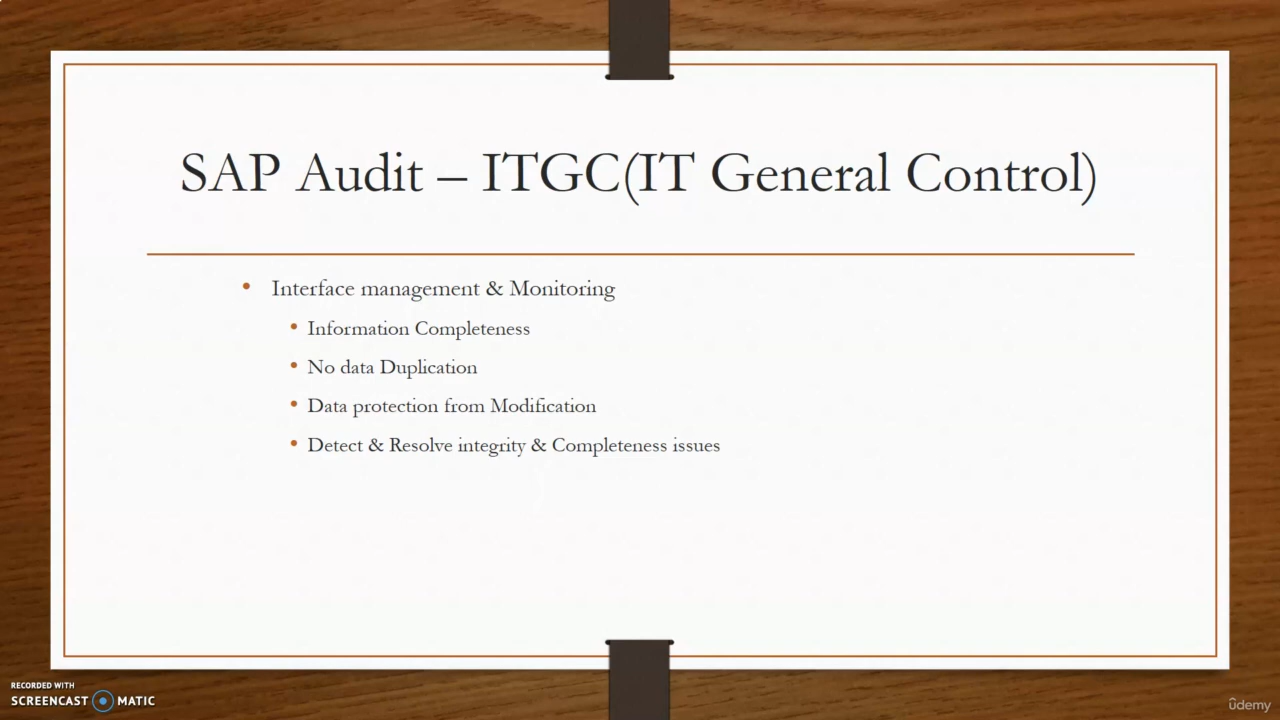 SAP Audit – ITGC(IT General Control)
• Interface management & Monitoring
• Information Completeness
• No data Duplication
• Data protection from Modification
• Detect & Resolve integrity & Completeness issues
RECORDED WITH
SCREENCAST MATIC
ûdemy